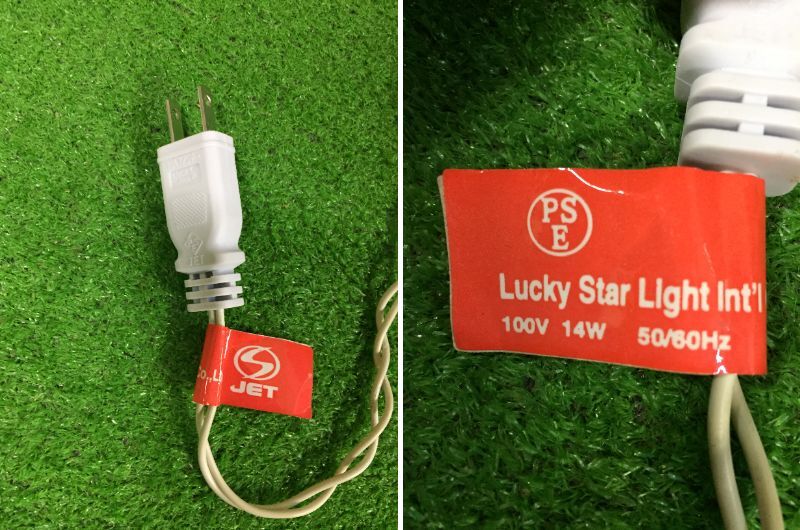 Co.,L
JET
PS
E
Lucky Star Light Int'l
100V 14W 50/60Hz